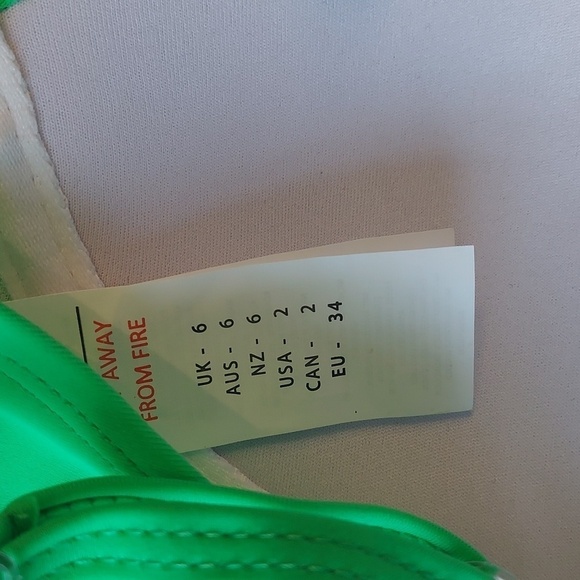 AWAY
FROM FIRE
UK - 6
AUS - 6
NZ - 6
USA - 2
CAN - 2
EU - 34